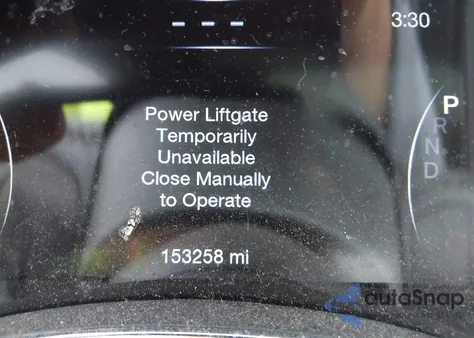 - - -
3:30
Power Liftgate
Temporarily
Unavailable
Close Manually
to Operate
P
R
N
D
153258 mi
autoSnap